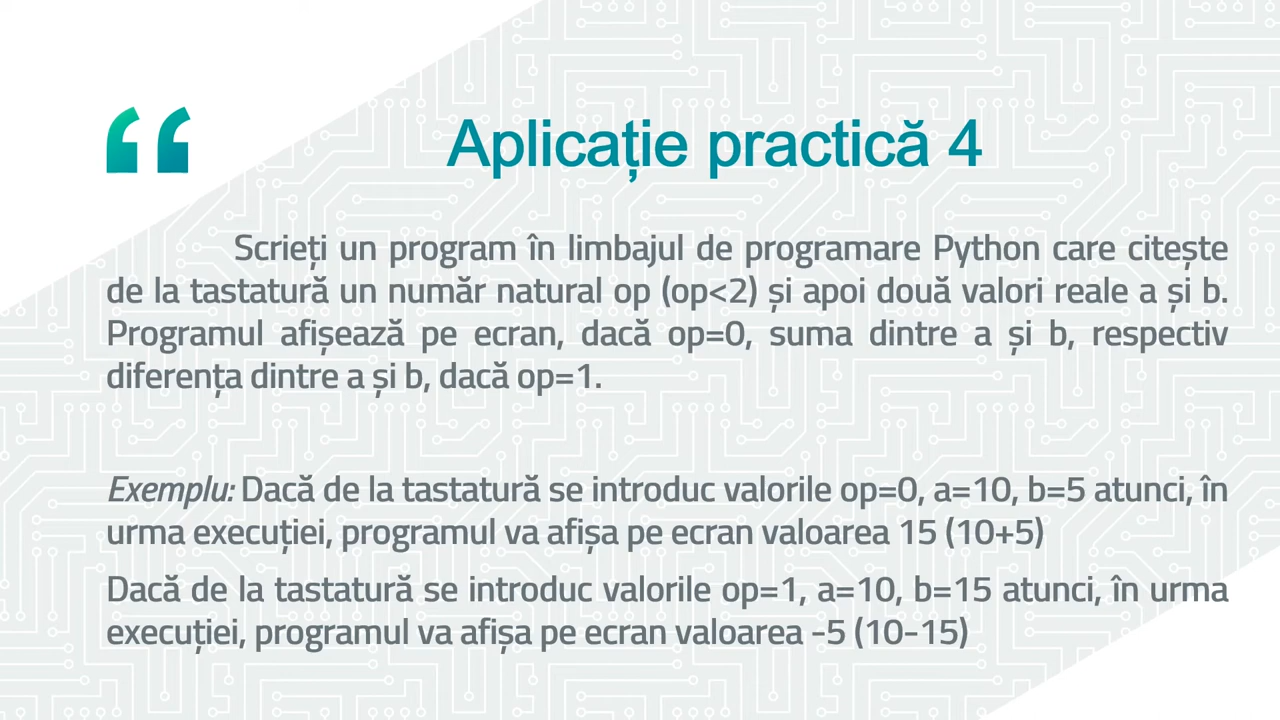 Aplicație practică 4
Scrieți un program în limbajul de programare Python care citește
de la tastatură un număr natural op (op<2) și apoi două valori reale a și b.
Programul afișează pe ecran, dacă op=0, suma dintre a și b, respectiv
diferența dintre a și b, dacă op=1.
Exemplu: Dacă de la tastatură se introduc valorile op=0, a=10, b=5 atunci, în
urma execuției, programul va afișa pe ecran valoarea 15 (10+5)
Dacă de la tastatură se introduc valorile op=1, a=10, b=15 atunci, în urma
execuției, programul va afișa pe ecran valoarea -5 (10-15)